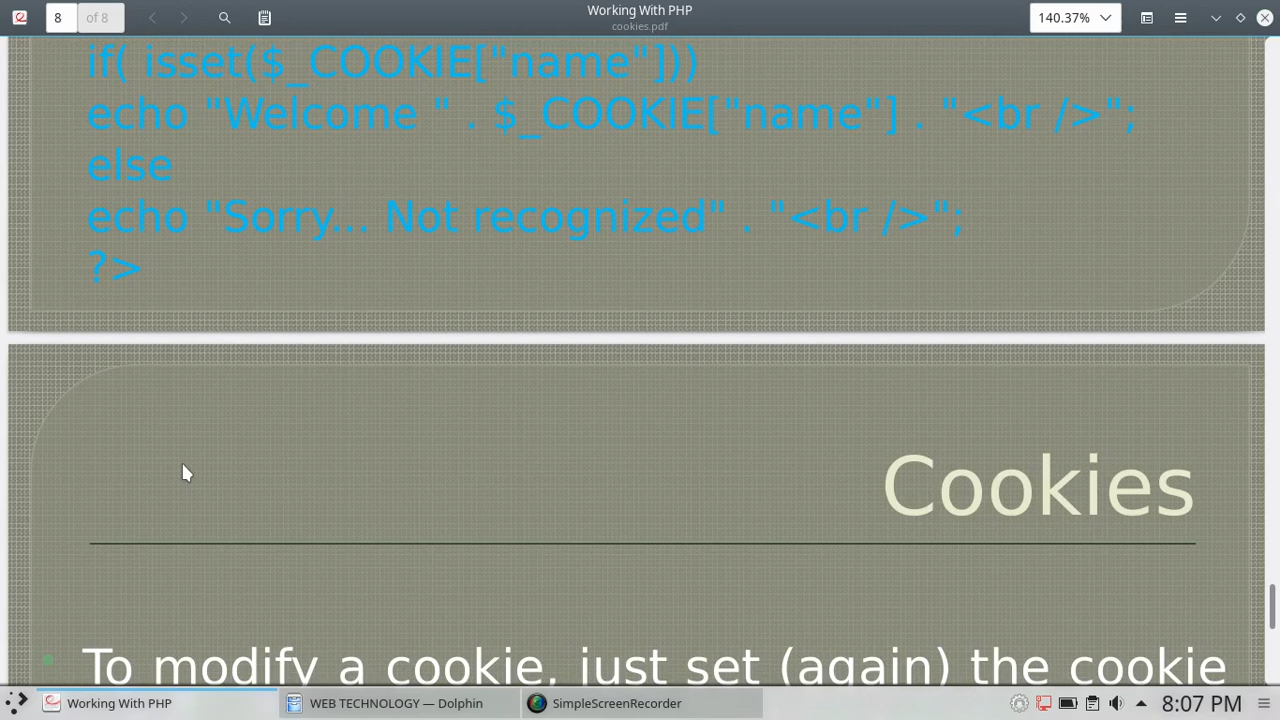 8
of 8
Working With PHP
cookies.pdf
140.37%
if( isset($_COOKIE["name"]))
echo "Welcome " . $_COOKIE["name"] . "<br />";
else
echo "Sorry... Not recognized" . "<br />";
?>
Cookies
To modify a cookie, just set (again) the cookie
Working With PHP
WEB TECHNOLOGY — Dolphin
SimpleScreenRecorder
8:07 PM